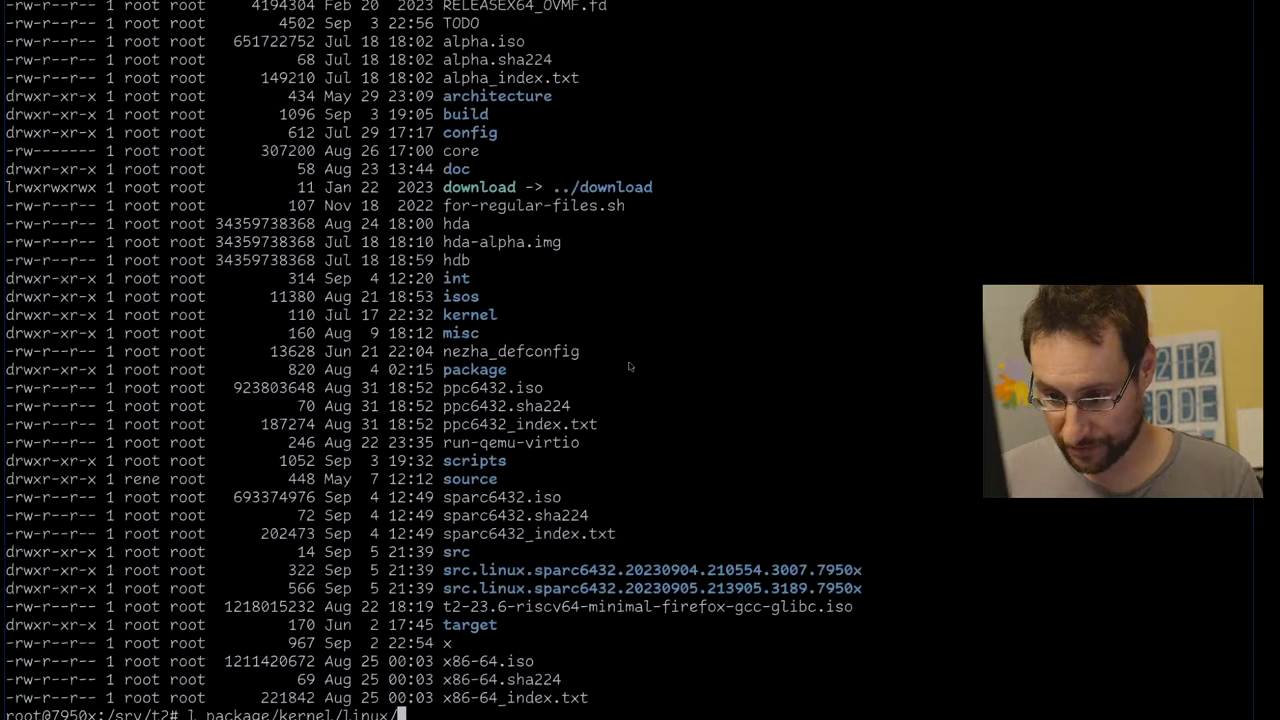 -rw-r--r-- 1 root root     4194304 Feb 20  2023 RELEASEX64_OVMF.fd
-rw-r--r-- 1 root root        4502 Sep  3 22:56 TODO
-rw-r--r-- 1 root root   651722752 Jul 18 18:02 alpha.iso
-rw-r--r-- 1 root root          68 Jul 18 18:02 alpha.sha224
-rw-r--r-- 1 root root      149210 Jul 18 18:02 alpha_index.txt
drwxr-xr-x 1 root root         434 May 29 23:09 architecture
drwxr-xr-x 1 root root        1096 Sep  3 19:05 build
drwxr-xr-x 1 root root         612 Jul 29 17:17 config
-rw------- 1 root root      307200 Aug 26 17:00 core
drwxr-xr-x 1 root root          58 Aug 23 13:44 doc
lrwxrwxrwx 1 root root          11 Jan 22  2023 download -> ../download
-rw-r--r-- 1 root root         107 Nov 18  2022 for-regular-files.sh
-rw-r--r-- 1 root root 34359738368 Aug 24 18:00 hda
-rw-r--r-- 1 root root 34359738368 Jul 18 18:10 hda-alpha.img
-rw-r--r-- 1 root root 34359738368 Jul 18 18:59 hdb
drwxr-xr-x 1 root root         314 Sep  4 12:20 int
drwxr-xr-x 1 root root       11380 Aug 21 18:53 isos
drwxr-xr-x 1 root root         110 Jul 17 22:32 kernel
drwxr-xr-x 1 root root         160 Aug  9 18:12 misc
-rw-r--r-- 1 root root       13628 Jun 21 22:04 nezha_defconfig
drwxr-xr-x 1 root root         820 Aug  4 02:15 package
-rw-r--r-- 1 root root   923803648 Aug 31 18:52 ppc6432.iso
-rw-r--r-- 1 root root          70 Aug 31 18:52 ppc6432.sha224
-rw-r--r-- 1 root root      187274 Aug 31 18:52 ppc6432_index.txt
-rw-r--r-- 1 root root         246 Aug 22 23:35 run-qemu-virtio
drwxr-xr-x 1 root root        1052 Sep  3 19:32 scripts
drwxr-xr-x 1 rene root         448 May  7 12:12 source
-rw-r--r-- 1 root root   693374976 Sep  4 12:49 sparc6432.iso
-rw-r--r-- 1 root root          72 Sep  4 12:49 sparc6432.sha224
-rw-r--r-- 1 root root      202473 Sep  4 12:49 sparc6432_index.txt
drwxr-xr-x 1 root root          14 Sep  5 21:39 src
drwxr-xr-x 1 root root         322 Sep  5 21:39 src.linux.sparc6432.20230904.210554.3007.7950x
drwxr-xr-x 1 root root         566 Sep  5 21:39 src.linux.sparc6432.20230905.213905.3189.7950x
-rw-r--r-- 1 root root  1218015232 Aug 22 18:19 t2-23.6-riscv64-minimal-firefox-gcc-glibc.iso
drwxr-xr-x 1 root root         170 Jun  2 17:45 target
-rw-r--r-- 1 root root         967 Sep  2 22:54 x
-rw-r--r-- 1 root root  1211420672 Aug 25 00:03 x86-64.iso
-rw-r--r-- 1 root root          69 Aug 25 00:03 x86-64.sha224
-rw-r--r-- 1 root root      221842 Aug 25 00:03 x86-64_index.txt
root@7950x:/srv/t2# l package/kernel/linux/